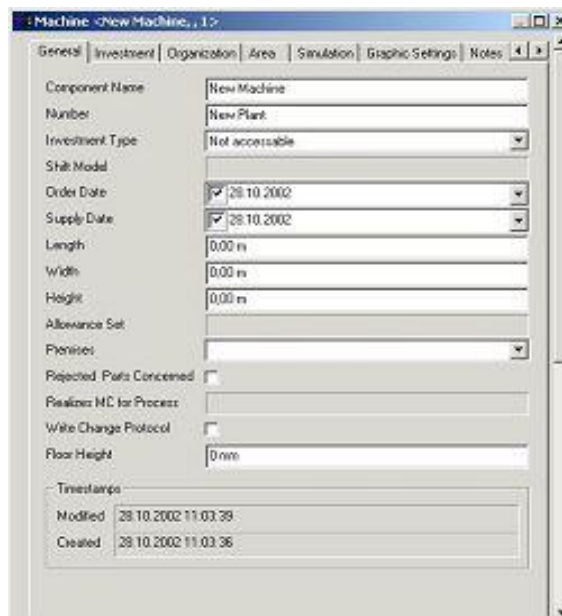 Machine <New Machine, , 1>
General Investment Organization Area Simulation Graphic Settings Notes
Component Name New Machine
Number New Plant
Investment Type Not accessable
Shift Model
Order Date 28.10.2002
Supply Date 28.10.2002
Length 0,00 m
Width 0,00 m
Height 0,00 m
Allowance Set
Premises
Rejected Parts Concerned
Realizes MC for Process
Write Change Protocol
Floor Height 0 mm
Timestamps
Modified 28.10.2002 11:03:39
Created 28.10.2002 11:03:36